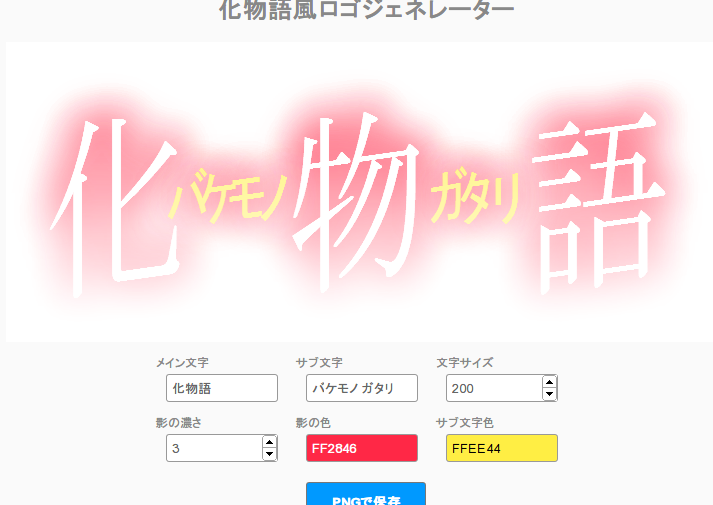 化物語風ロゴジェネレーター
化物語
バケモノ ガタリ
メイン文字 サブ文字 文字サイズ
化物語 バケモノガタリ 200
影の濃さ 影の色 サブ文字色
3 FF2846 FFEE44
PNGで保存